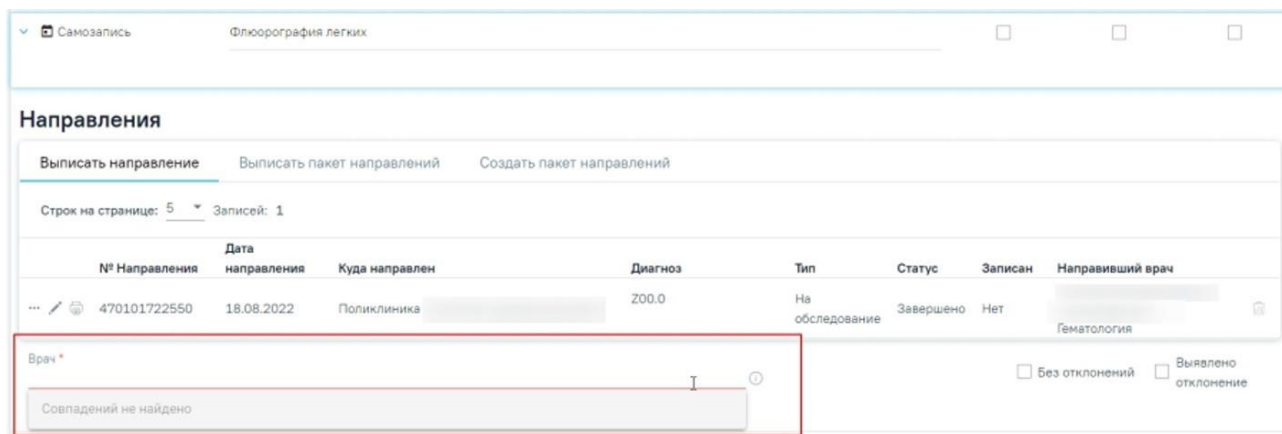 Самозапись Флюорография легких
Направления
Выписать направление Выписать пакет направлений Создать пакет направлений
Строк на странице: 5 Записей: 1
№ Направления Дата направления Куда направлен Диагноз Тип Статус Записан Направивший врач
470101722550 18.08.2022 Поликлиника Z00.0 На обследование Завершено Нет
Гематология
Врач *
Без отклонений Выявлено отклонение
Совпадений не найдено